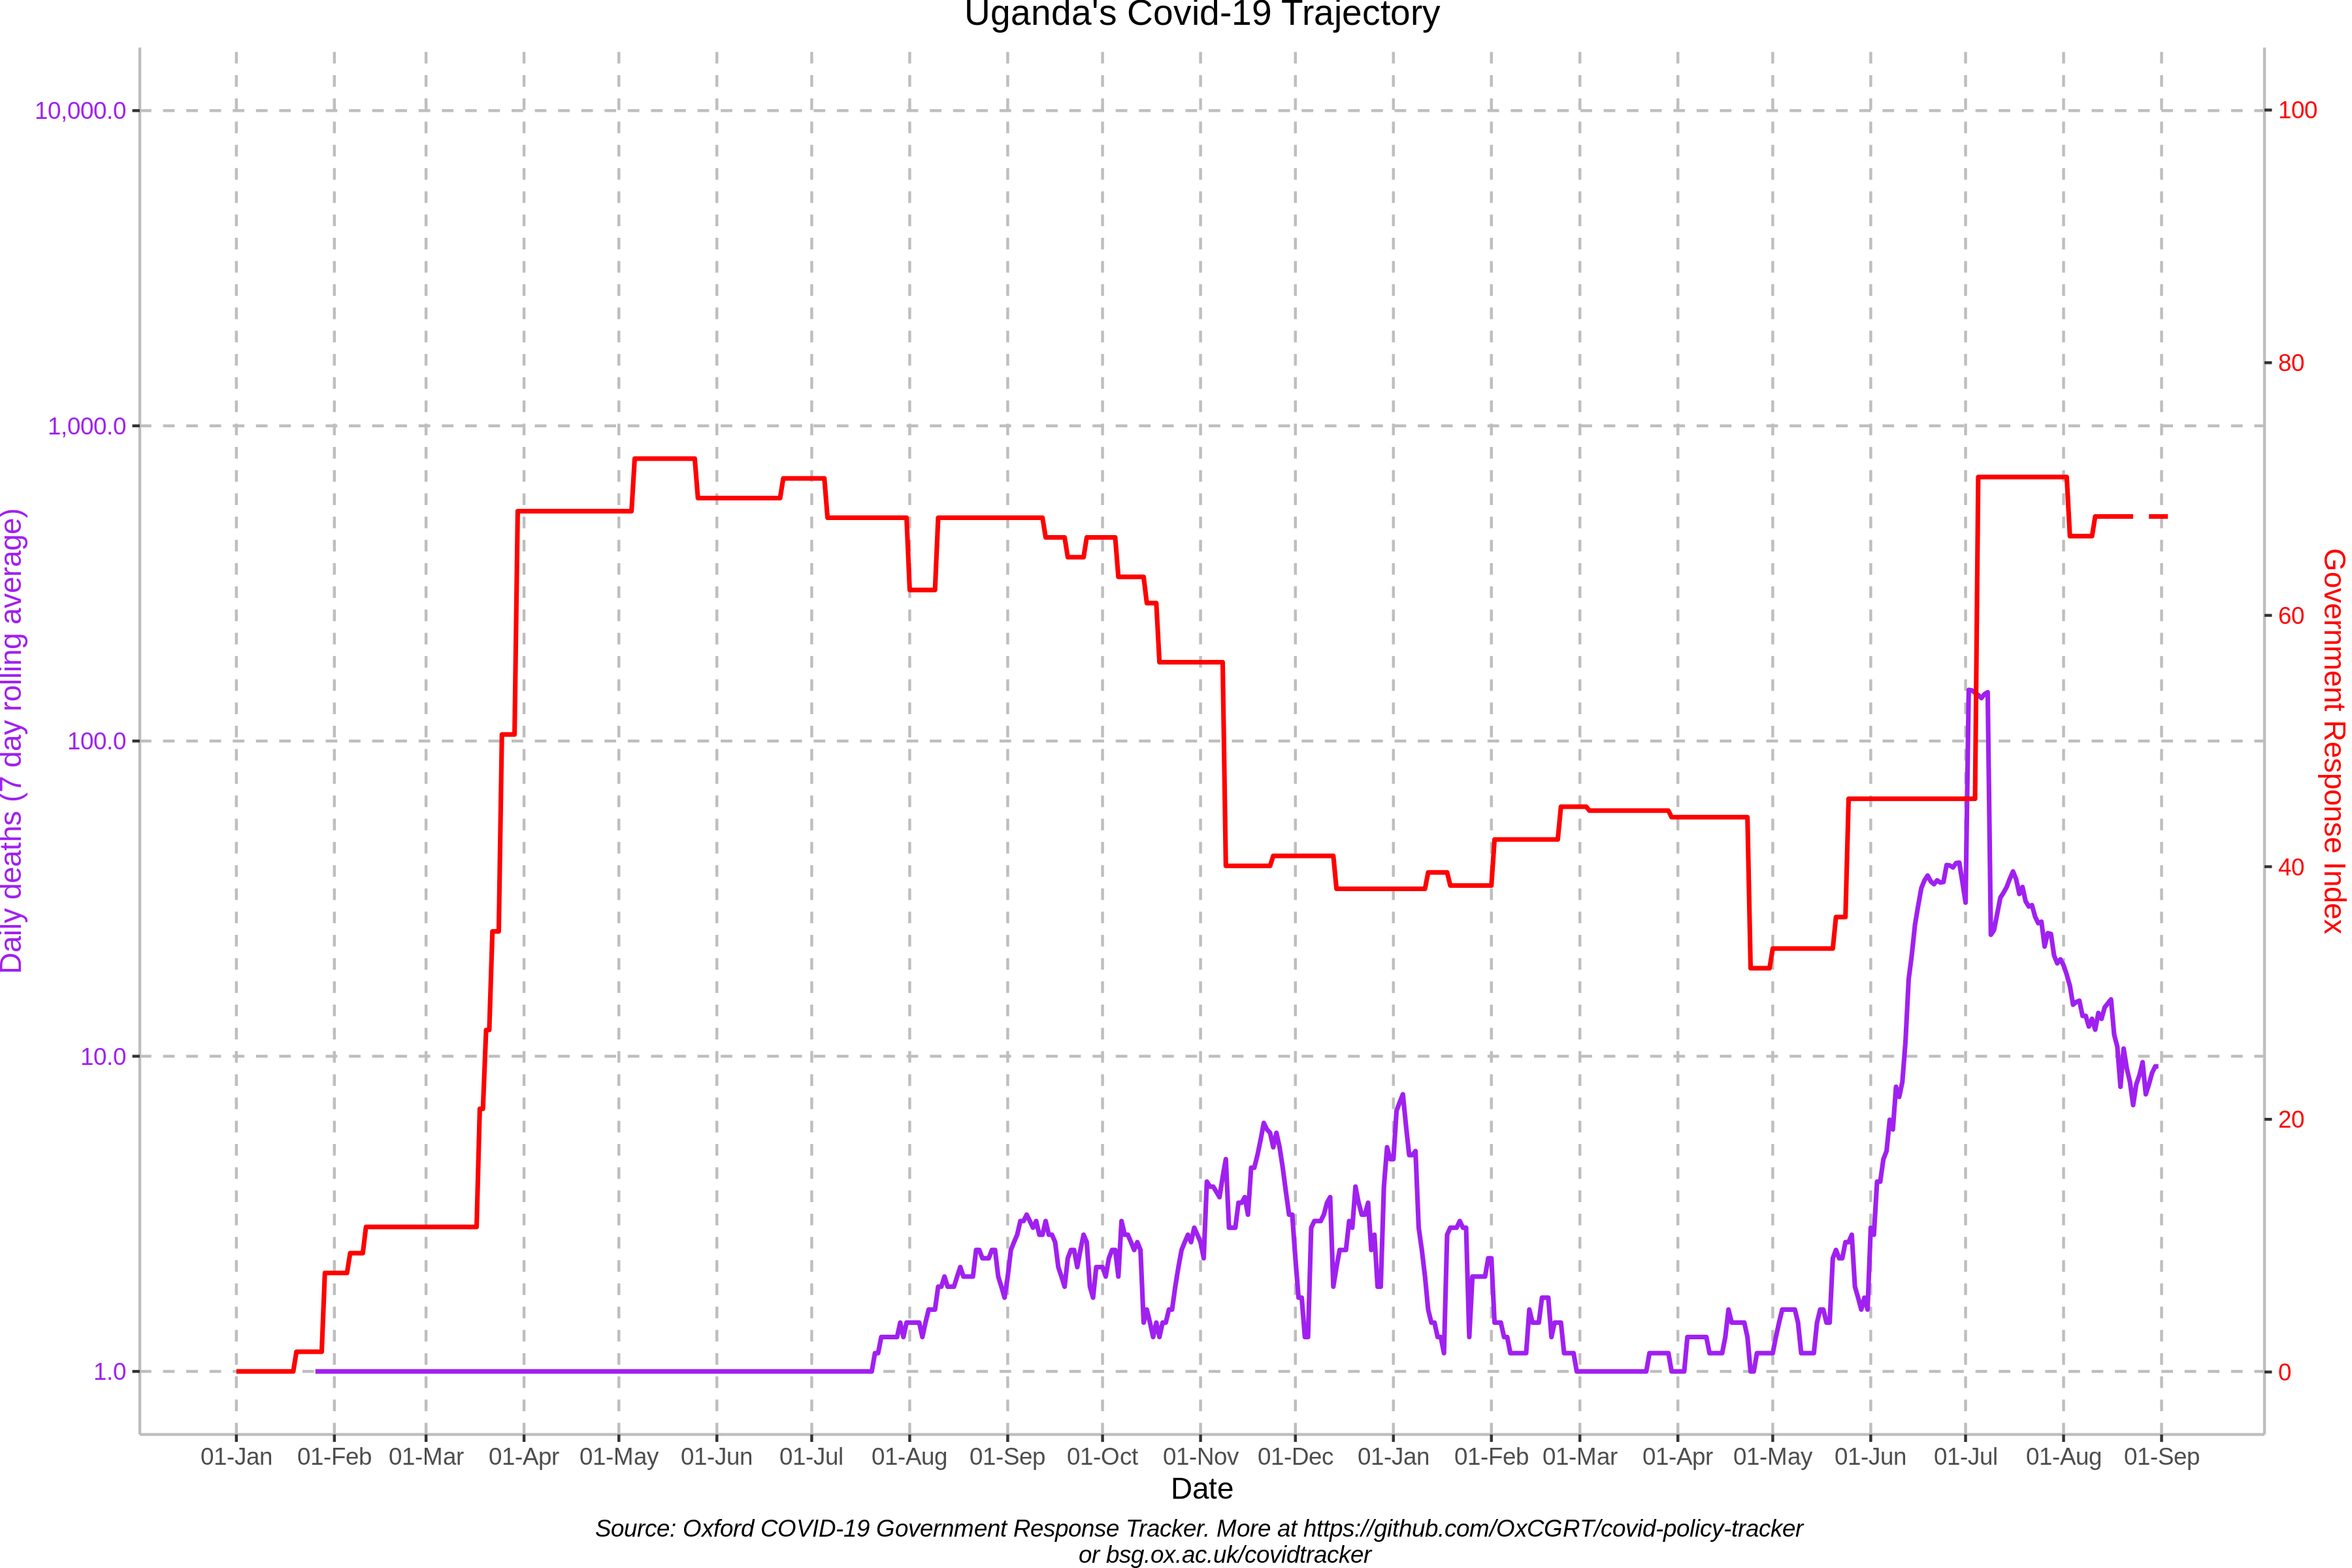 Uganda's Covid-19 Trajectory
10,000.0
1,000.0
100.0
10.0
1.0
Daily deaths (7 day rolling average)
100
80
60
40
20
0
Government Response Index
01-Jan 01-Feb 01-Mar 01-Apr 01-May 01-Jun 01-Jul 01-Aug 01-Sep 01-Oct 01-Nov 01-Dec 01-Jan 01-Feb 01-Mar 01-Apr 01-May 01-Jun 01-Jul 01-Aug 01-Sep
Date
Source: Oxford COVID-19 Government Response Tracker. More at https://github.com/OxCGRT/covid-policy-tracker
or bsg.ox.ac.uk/covidtracker